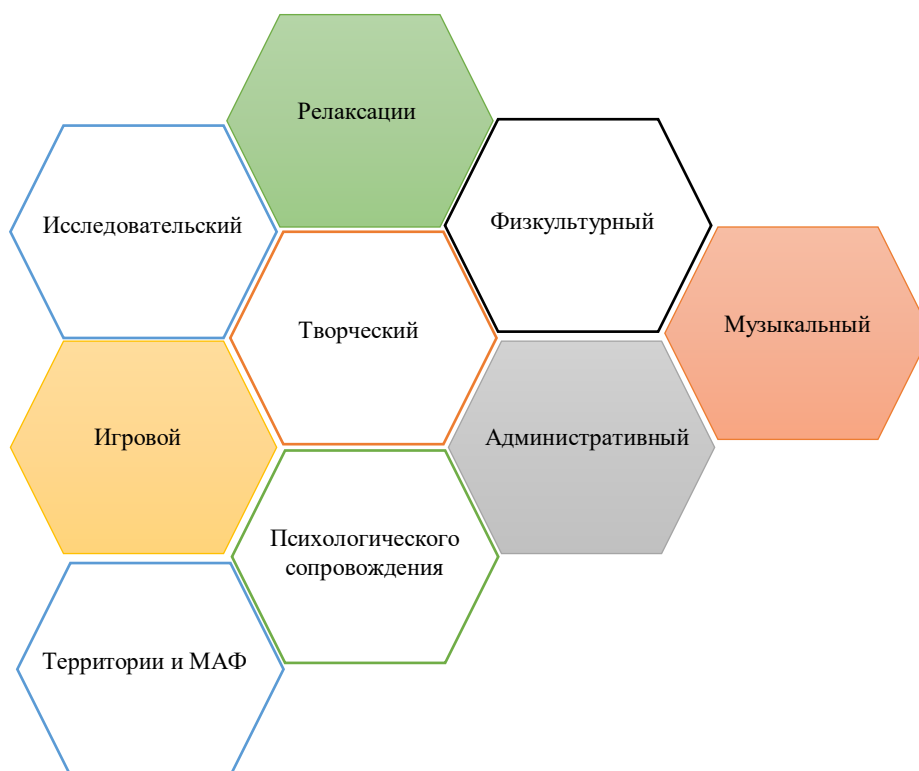 Релаксации
Исследовательский
Физкультурный
Музыкальный
Творческий
Игровой
Административный
Психологического
сопровождения
Территории и МАФ